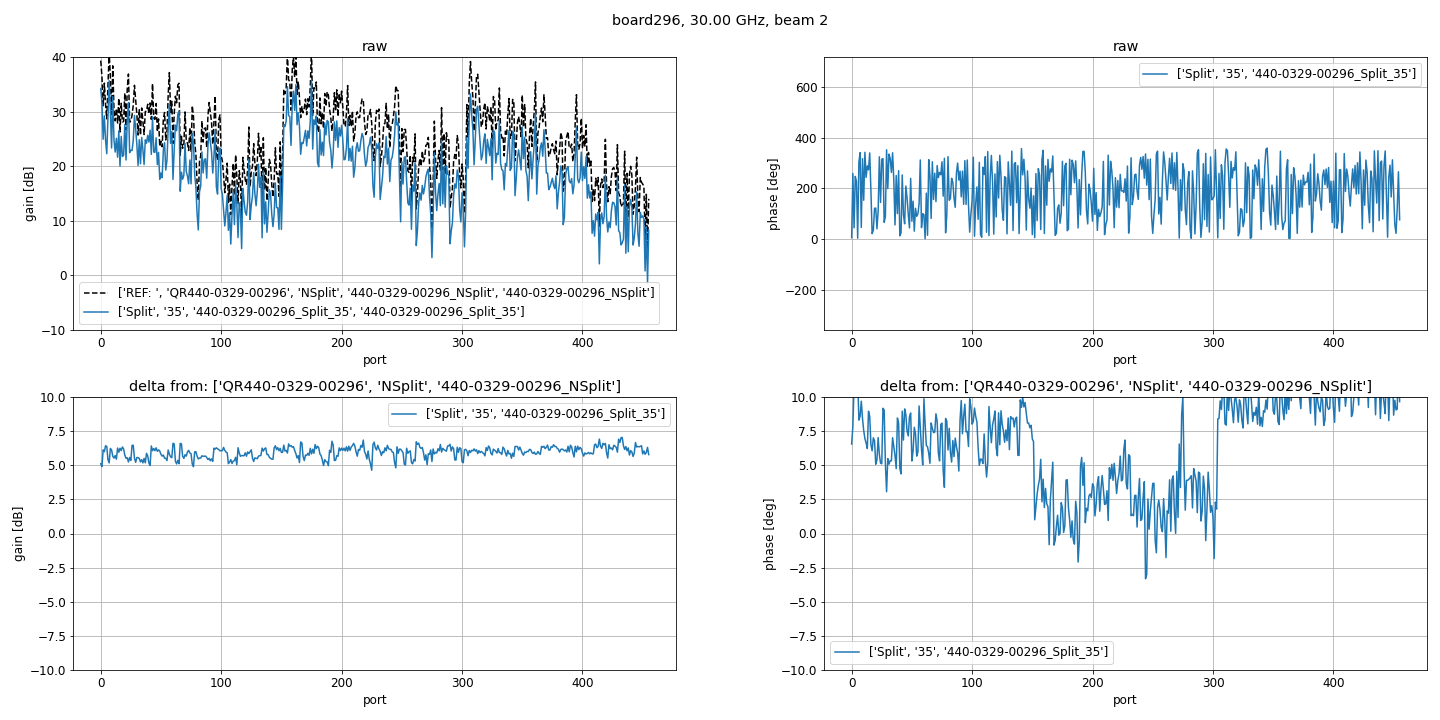 board296, 30.00 GHz, beam 2
raw
40
30
20
10
0
−10
gain [dB]
0
100
200
300
400
port
['REF: ', 'QR440-0329-00296', 'NSplit', '440-0329-00296_NSplit', '440-0329-00296_NSplit']
['Split', '35', '440-0329-00296_Split_35', '440-0329-00296_Split_35']
raw
600
400
200
0
−200
phase [deg]
0
100
200
300
400
port
['Split', '35', '440-0329-00296_Split_35']
delta from: ['QR440-0329-00296', 'NSplit', '440-0329-00296_NSplit']
10.0
7.5
5.0
2.5
0.0
−2.5
−5.0
−7.5
−10.0
gain [dB]
0
100
200
300
400
port
['Split', '35', '440-0329-00296_Split_35']
delta from: ['QR440-0329-00296', 'NSplit', '440-0329-00296_NSplit']
10.0
7.5
5.0
2.5
0.0
−2.5
−5.0
−7.5
−10.0
phase [deg]
0
100
200
300
400
port
['Split', '35', '440-0329-00296_Split_35']